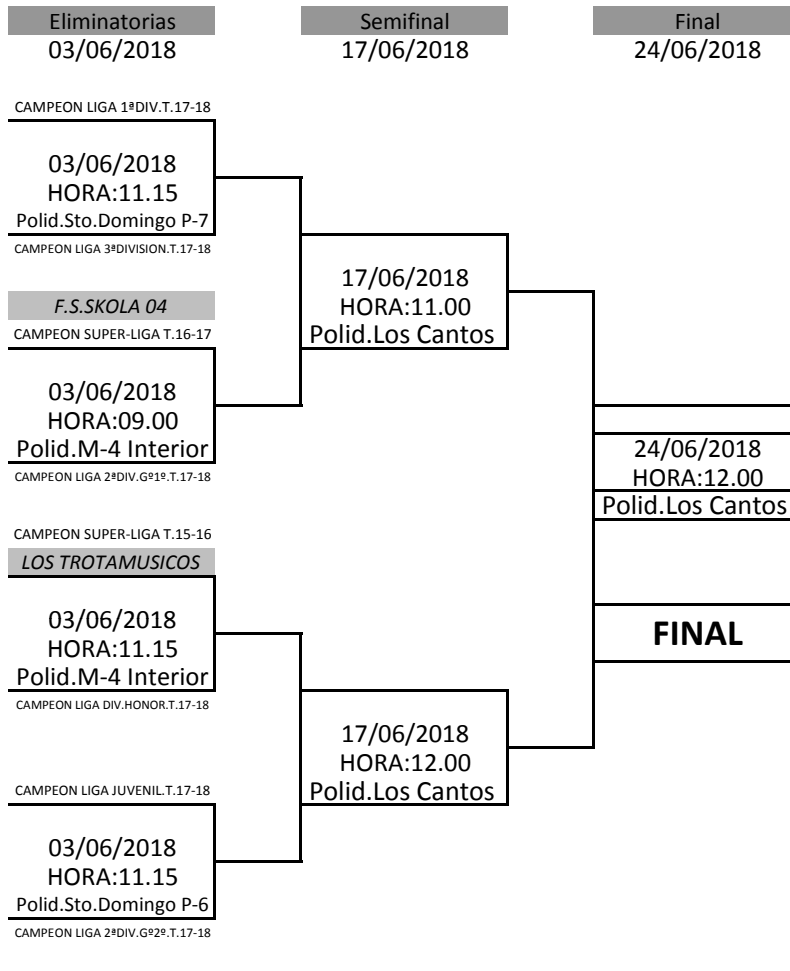 Eliminatorias
03/06/2018
CAMPEON LIGA 1ªDIV.T.17-18
03/06/2018
HORA:11.15
Polid.Sto.Domingo P-7
CAMPEON LIGA 3ªDIVISION.T.17-18
F.S.SKOLA 04
CAMPEON SUPER-LIGA T.16-17
03/06/2018
HORA:09.00
Polid.M-4 Interior
CAMPEON LIGA 2ªDIV.Gº1º.T.17-18
CAMPEON SUPER-LIGA T.15-16
LOS TROTAMUSICOS
03/06/2018
HORA:11.15
Polid.M-4 Interior
CAMPEON LIGA DIV.HONOR.T.17-18
CAMPEON LIGA JUVENIL.T.17-18
03/06/2018
HORA:11.15
Polid.Sto.Domingo P-6
CAMPEON LIGA 2ªDIV.Gº2º.T.17-18
Semifinal
17/06/2018
17/06/2018
HORA:11.00
Polid.Los Cantos
17/06/2018
HORA:12.00
Polid.Los Cantos
Final
24/06/2018
24/06/2018
HORA:12.00
Polid.Los Cantos
FINAL